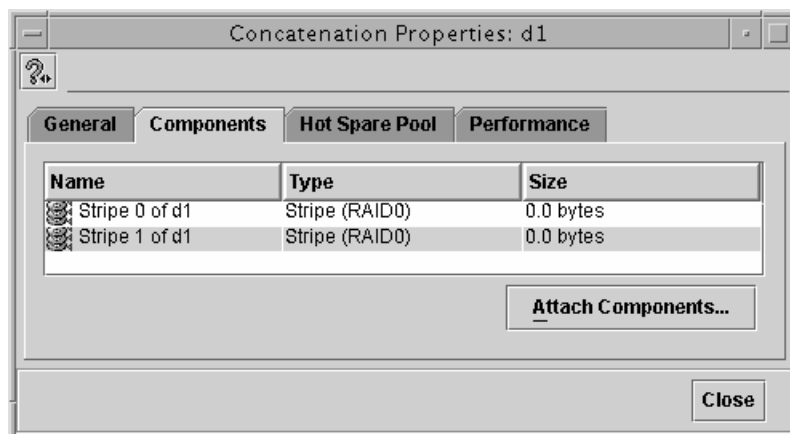 Concatenation Properties: d1
General Components Hot Spare Pool Performance
Name Type Size
Stripe 0 of d1 Stripe (RAID0) 0.0 bytes
Stripe 1 of d1 Stripe (RAID0) 0.0 bytes
Attach Components...
Close